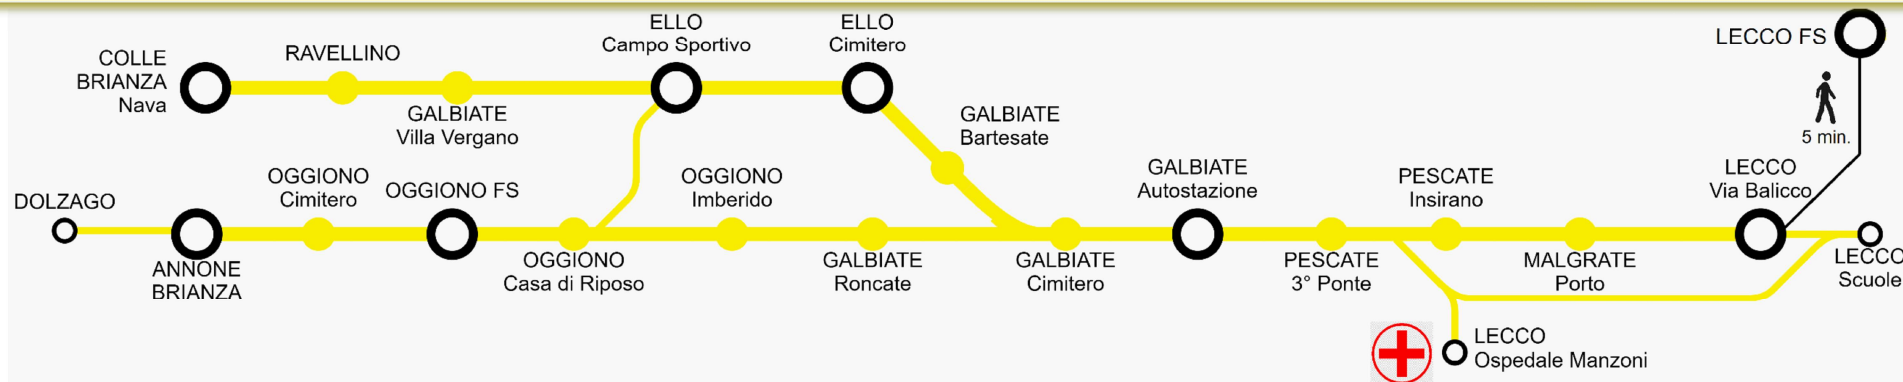 COLLE
BRIANZA
Nava
RAVELLINO
GALBIATE
Villa Vergano
ELLO
Campo Sportivo
ELLO
Cimitero
GALBIATE
Bartesate
LECCO FS
5 min.
DOLZAGO
ANNONE
BRIANZA
OGGIONO
Cimitero
OGGIONO FS
OGGIONO
Casa di Riposo
OGGIONO
Imberido
GALBIATE
Roncate
GALBIATE
Cimitero
GALBIATE
Autostazione
PESCATE
3° Ponte
PESCATE
Insirano
MALGRATE
Porto
LECCO
Via Balicco
LECCO
Scuole
LECCO
Ospedale Manzoni